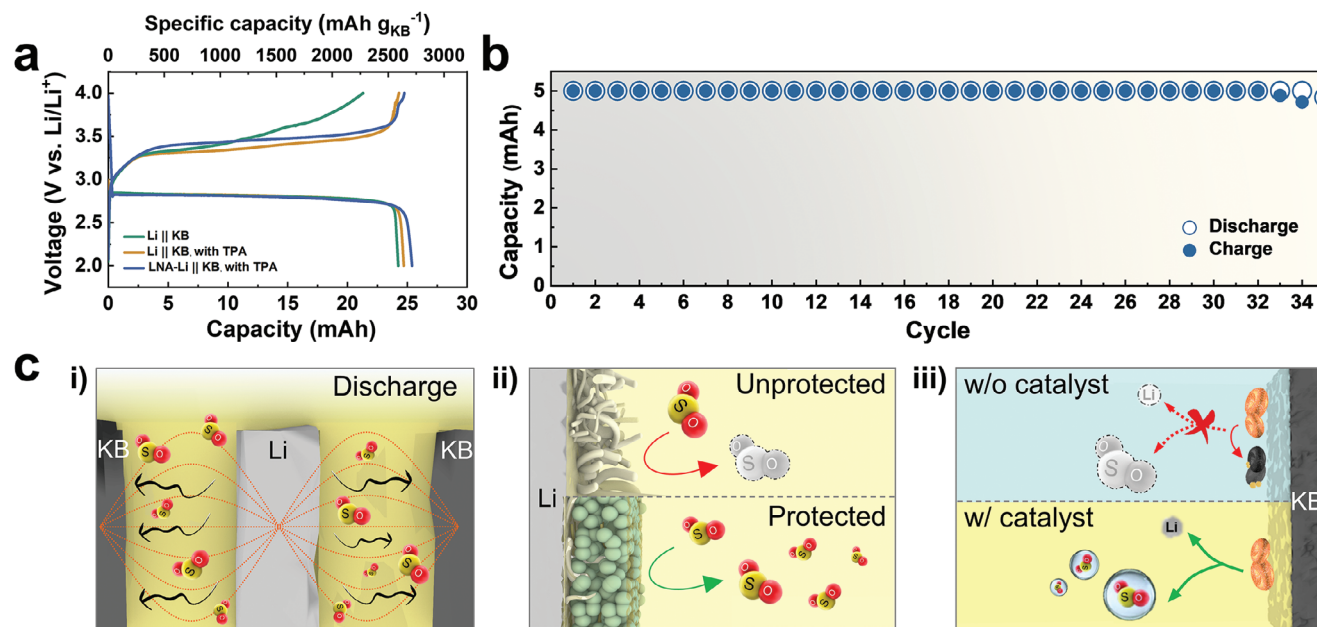 a
Specific capacity (mAh gKB⁻¹)
0 500 1000 1500 2000 2500 3000
Voltage (V vs. Li/Li⁺)
4.0
3.5
3.0
2.5
2.0
Li || KB
Li || KB, with TPA
LNA-Li || KB, with TPA
0 5 10 15 20 25 30
Capacity (mAh)
b
Capacity (mAh)
5
4
3
2
1
0
Discharge
Charge
0 2 4 6 8 10 12 14 16 18 20 22 24 26 28 30 32 34
Cycle
c
i)
Discharge
KB
Li
KB
O
S
O
S
O
S
O
S
O
S
O
S
O
S
O
S
ii)
Unprotected
S
O
S
O
Li
Protected
S
O
S
O
S
O
S
O
S
O
iii)
w/o catalyst
Li
S
O
KB
w/ catalyst
Li
S
O
S
O